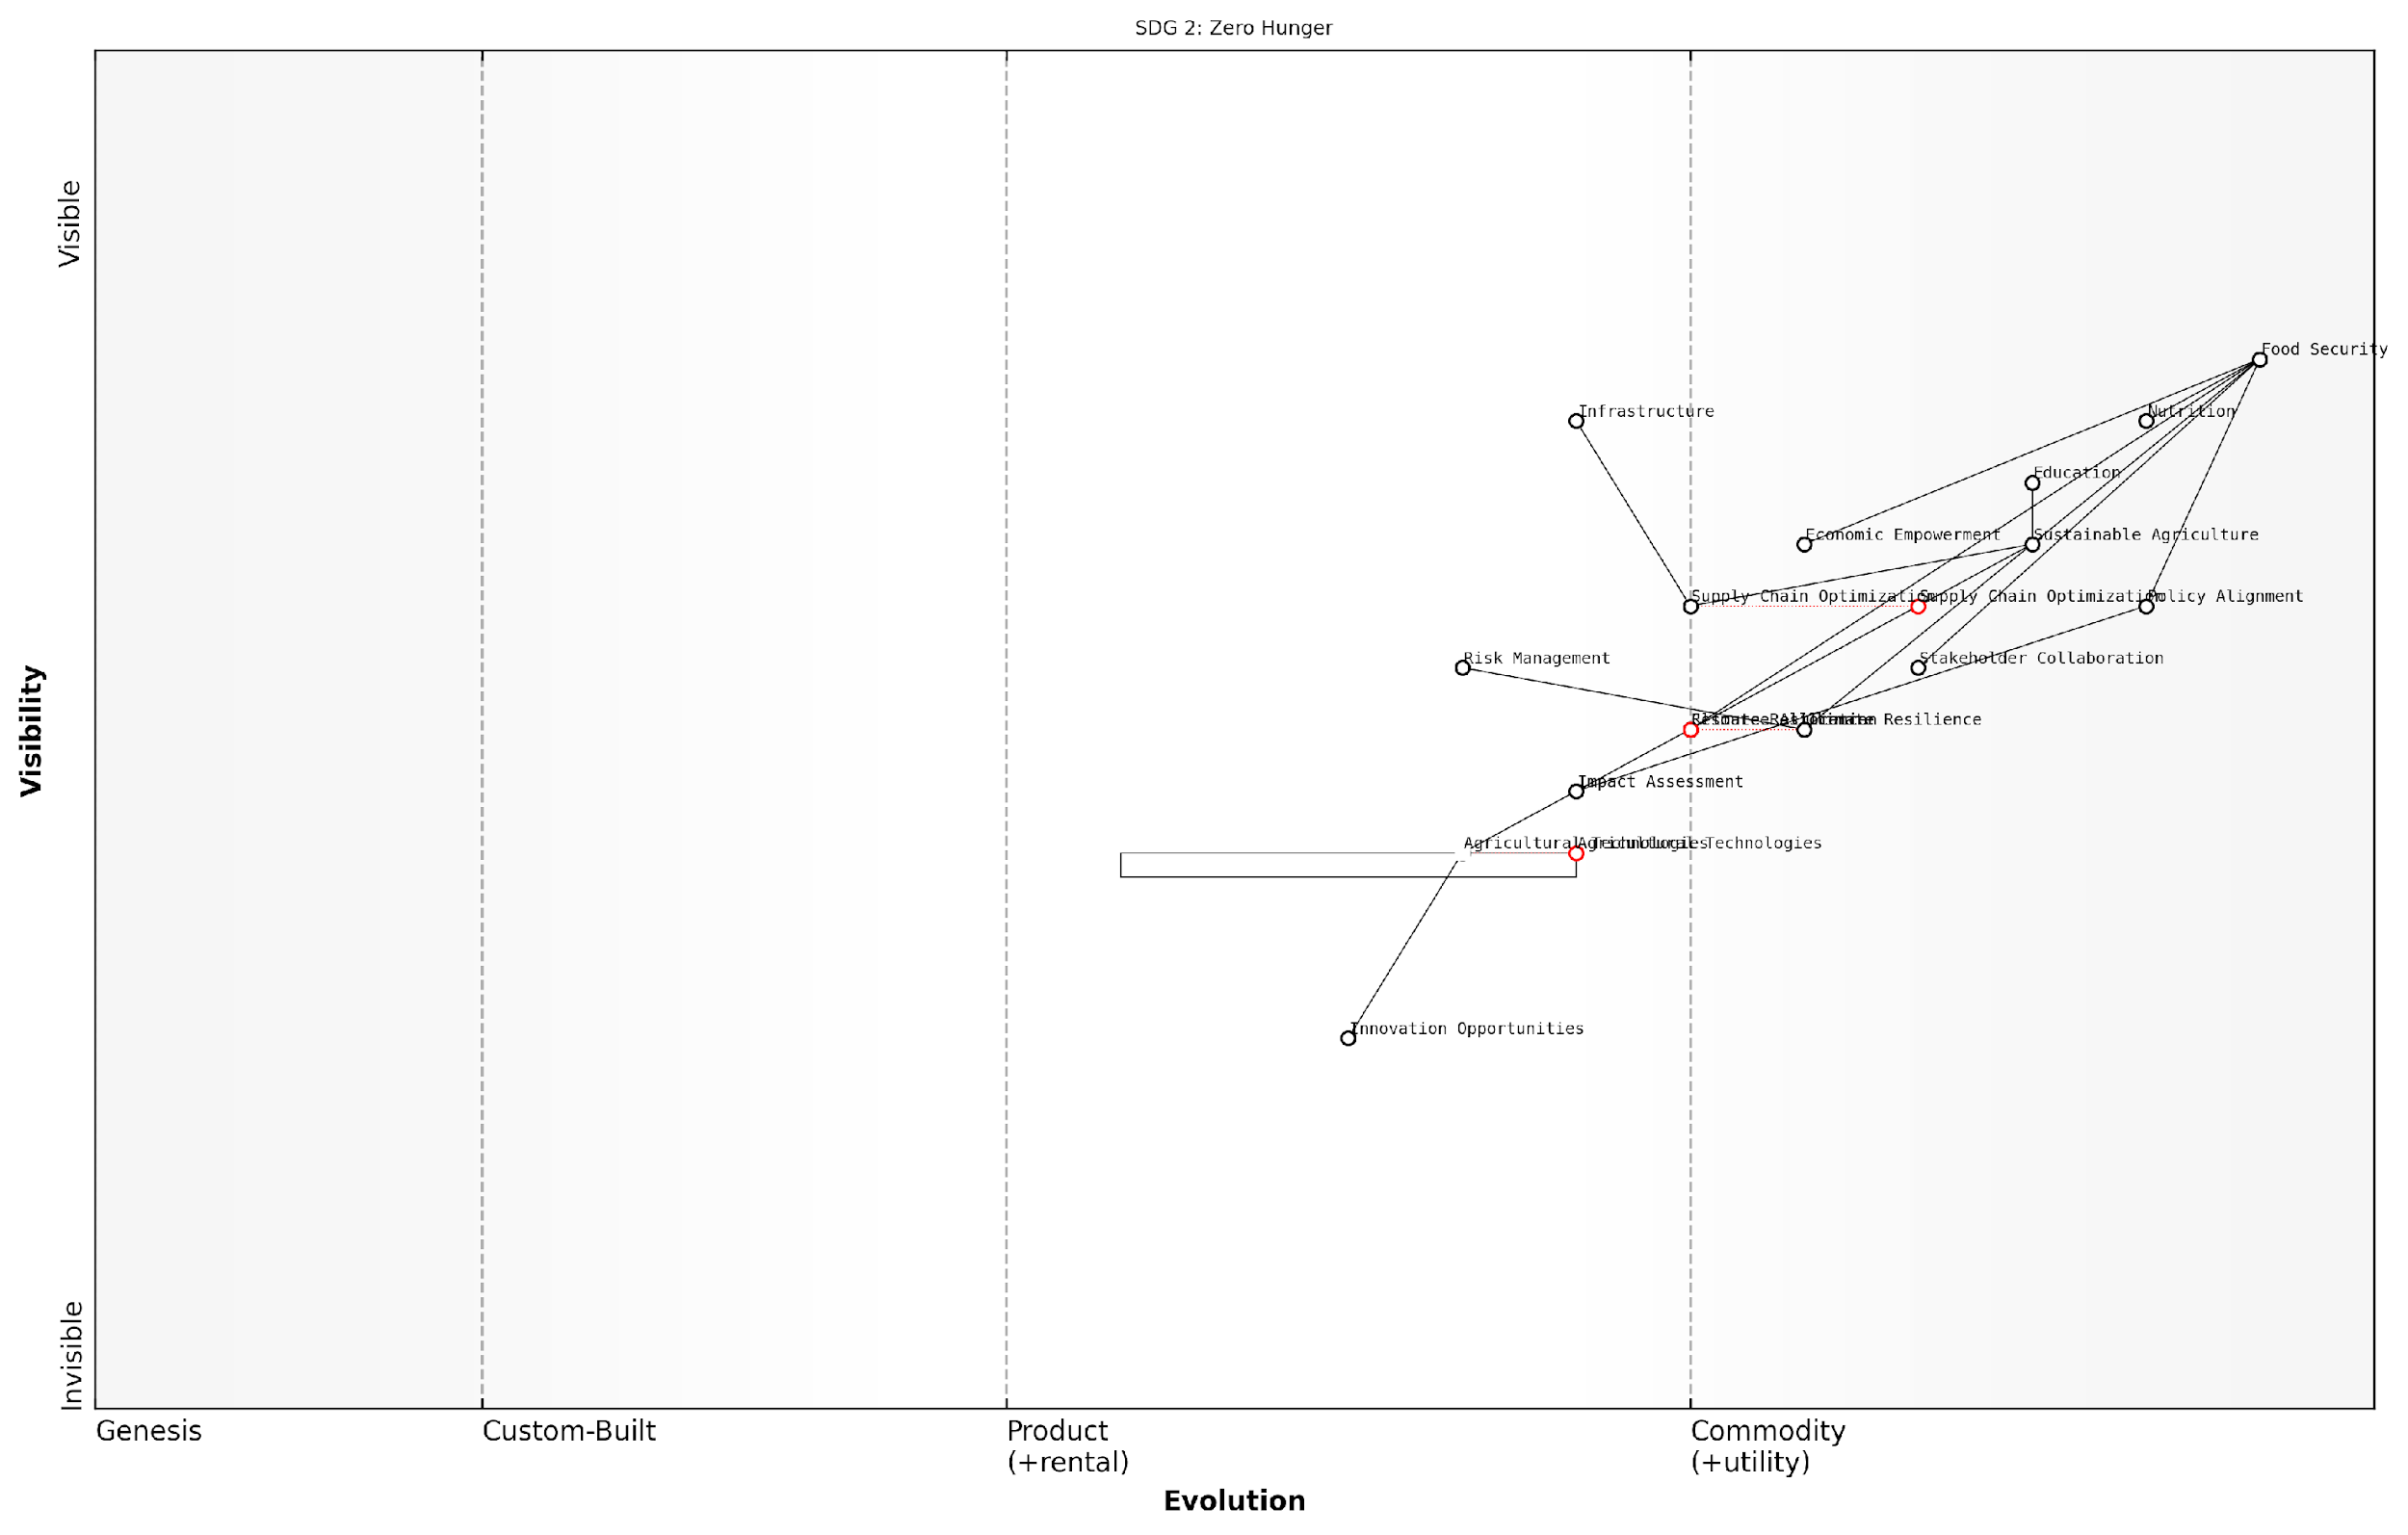 SDG 2: Zero Hunger
Visible
Food Security
Infrastructure
Nutrition
Education
Economic Empowerment
Sustainable Agriculture
Supply Chain Optimization
Supply Chain Optimization
Policy Alignment
Risk Management
Stakeholder Collaboration
Resilience
Impact Assessment
Agricultural Technologies
Agricultural Technologies
Innovation Opportunities
Visibility
Invisible
Genesis
Custom-Built
Product
(+rental)
Commodity
(+utility)
Evolution